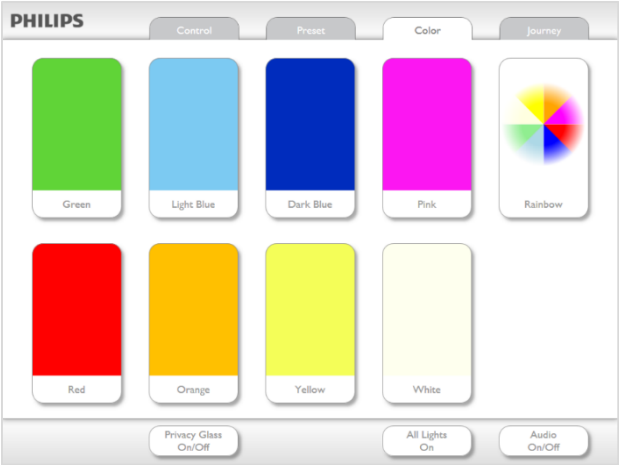 PHILIPS
Control
Preset
Color
Journey
Green
Light Blue
Dark Blue
Pink
Rainbow
Red
Orange
Yellow
White
Privacy Glass
On/Off
All Lights
On
Audio
On/Off